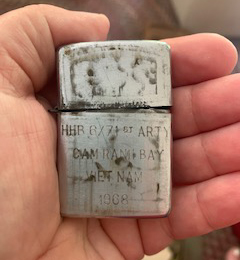 HHB 6/71ST ARTY
CAM RANH BAY
VIET NAM
1968